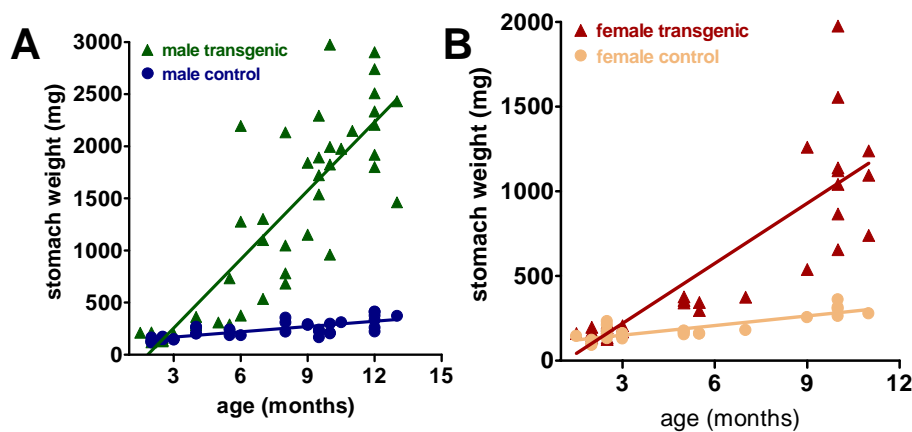 A
male transgenic
male control
stomach weight (mg)
3000
2500
2000
1500
1000
500
0
3
6
9
12
15
age (months)
B
female transgenic
female control
stomach weight (mg)
2000
1500
1000
500
0
3
6
9
12
age (months)